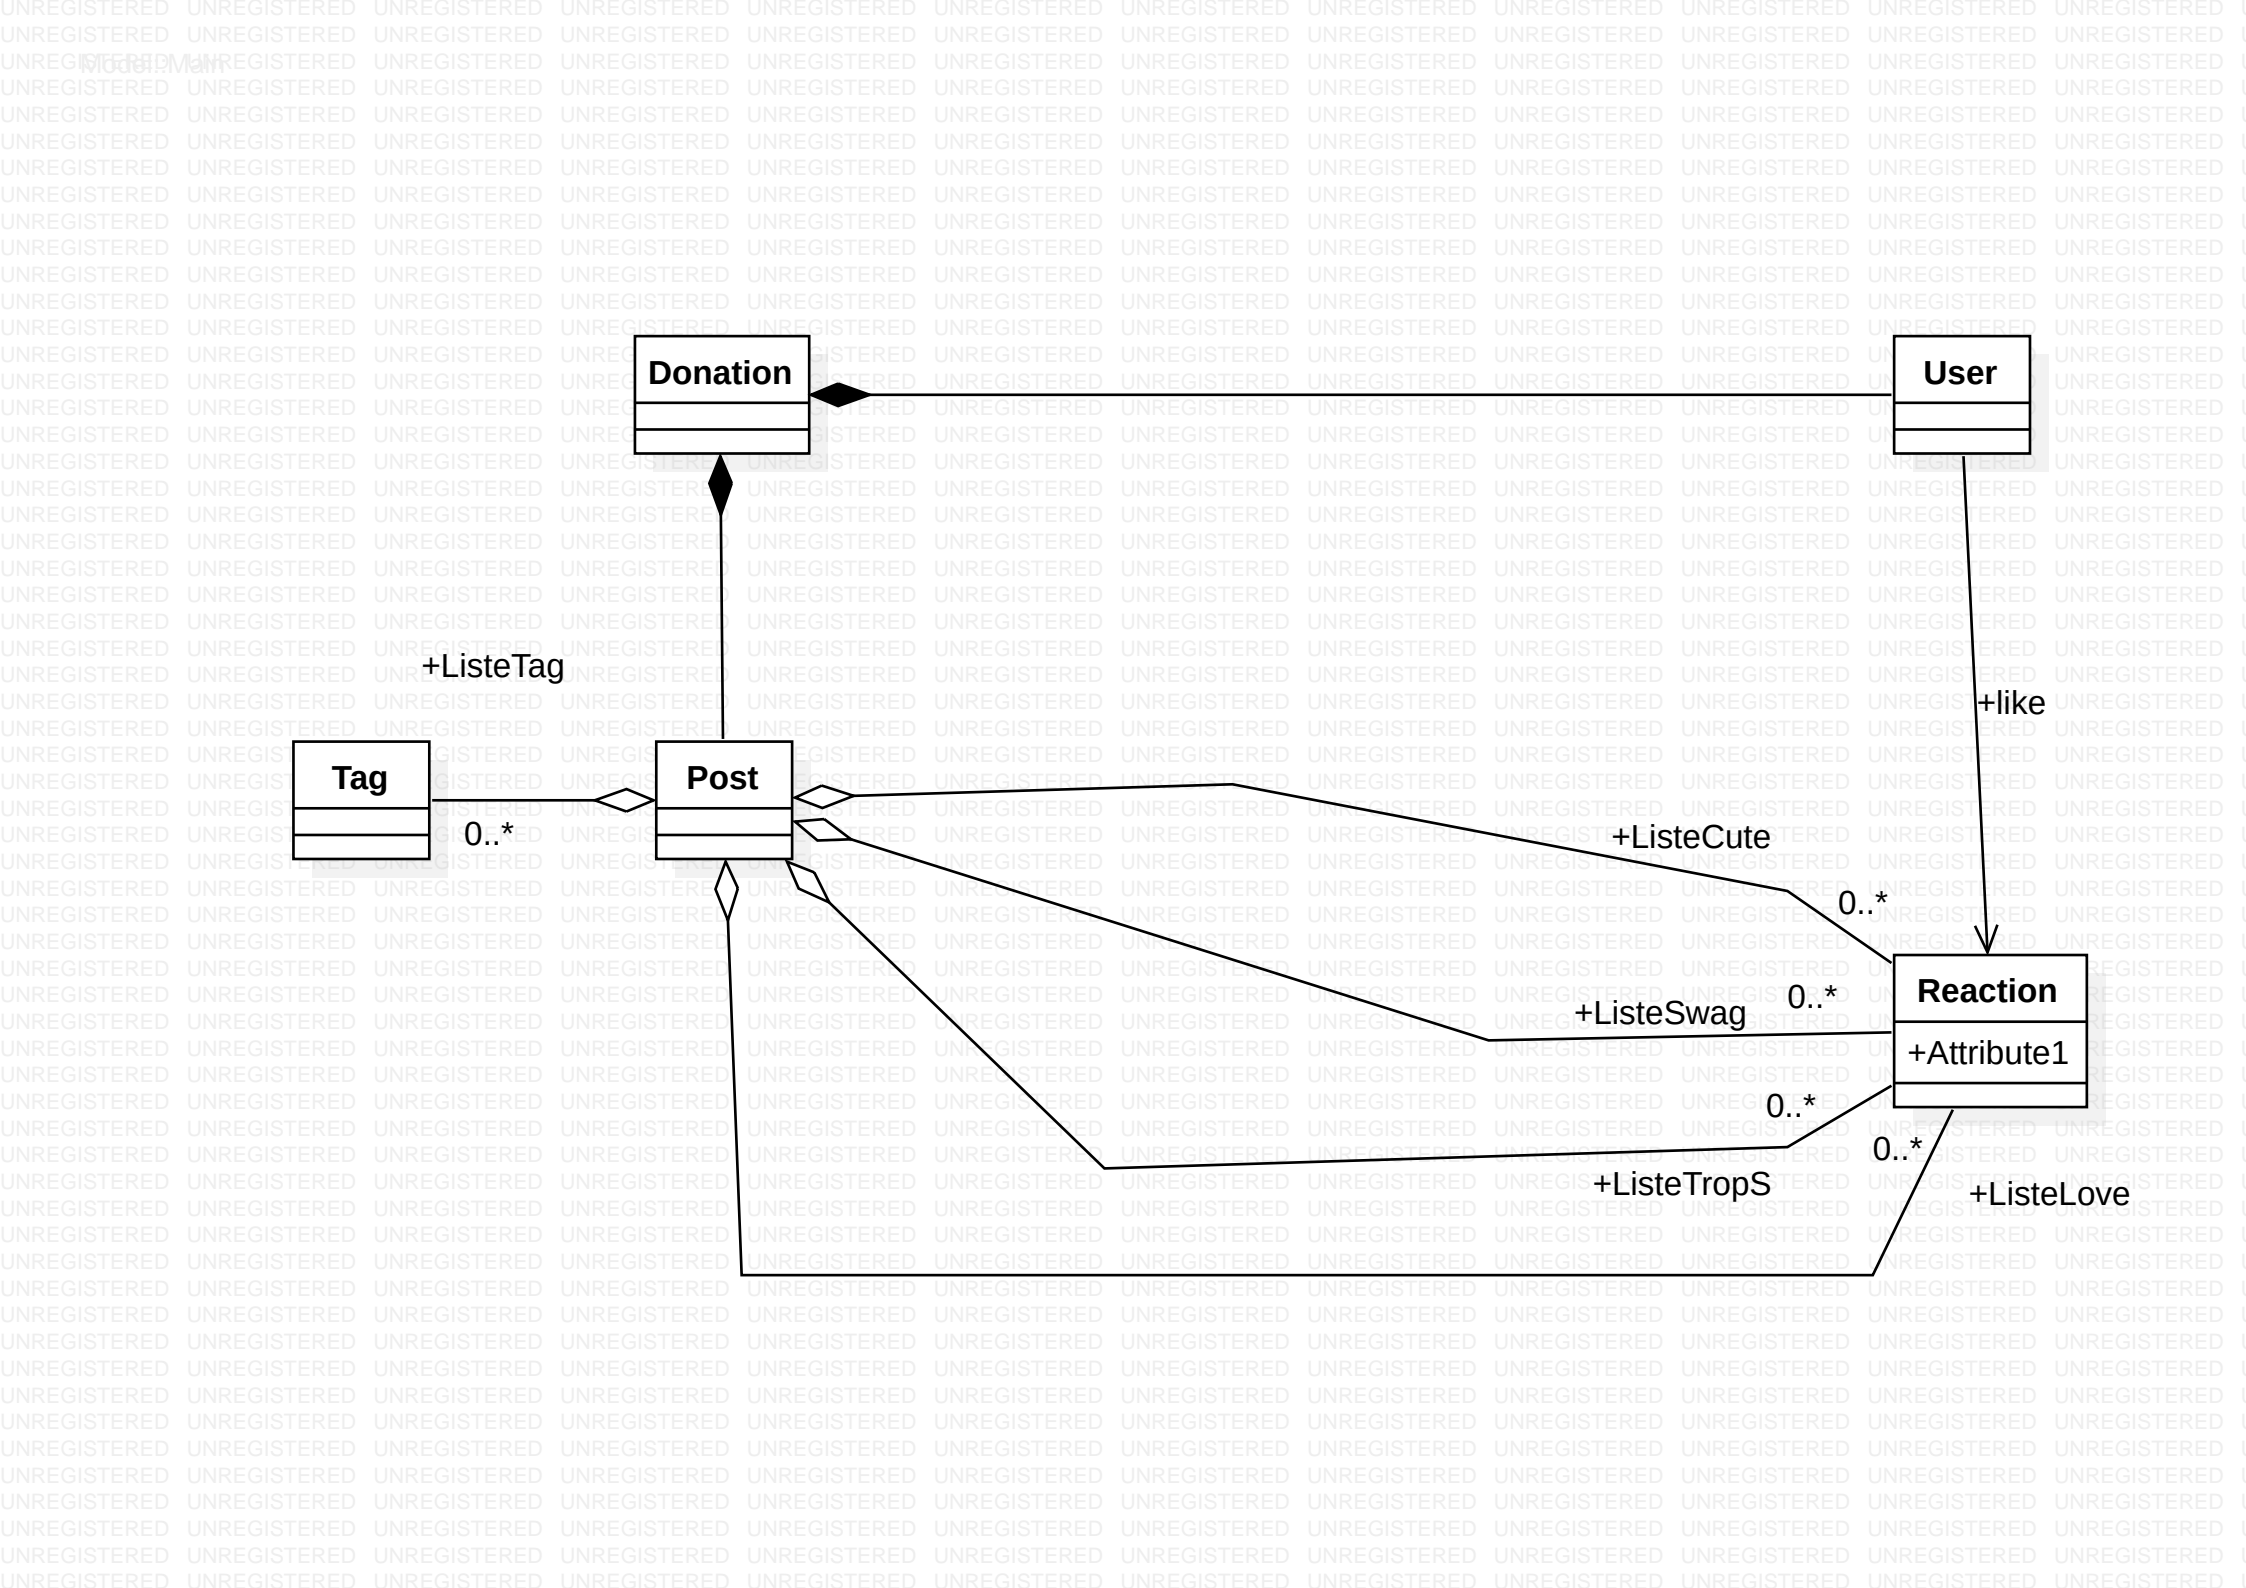 Model::Main
Donation
User
+ListeTag
+like
Tag
Post
0..*
+ListeCute
0..*
Reaction
+ListeSwag
0..*
+Attribute1
0..*
0..*
+ListeTropS
+ListeLove
UNREGISTERED